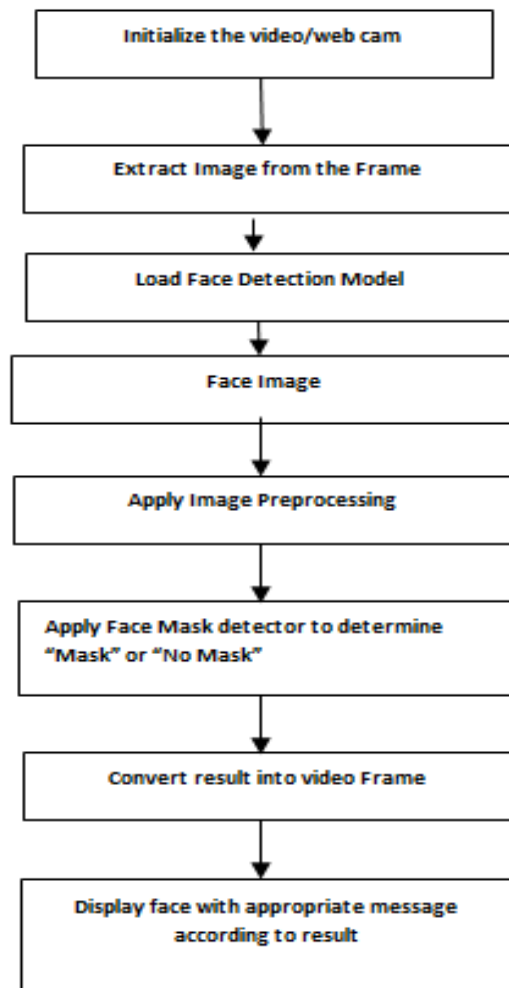 Initialize the video/web cam
Extract Image from the Frame
Load Face Detection Model
Face Image
Apply Image Preprocessing
Apply Face Mask detector to determine
“Mask” or “No Mask”
Convert result into video Frame
Display face with appropriate message
according to result